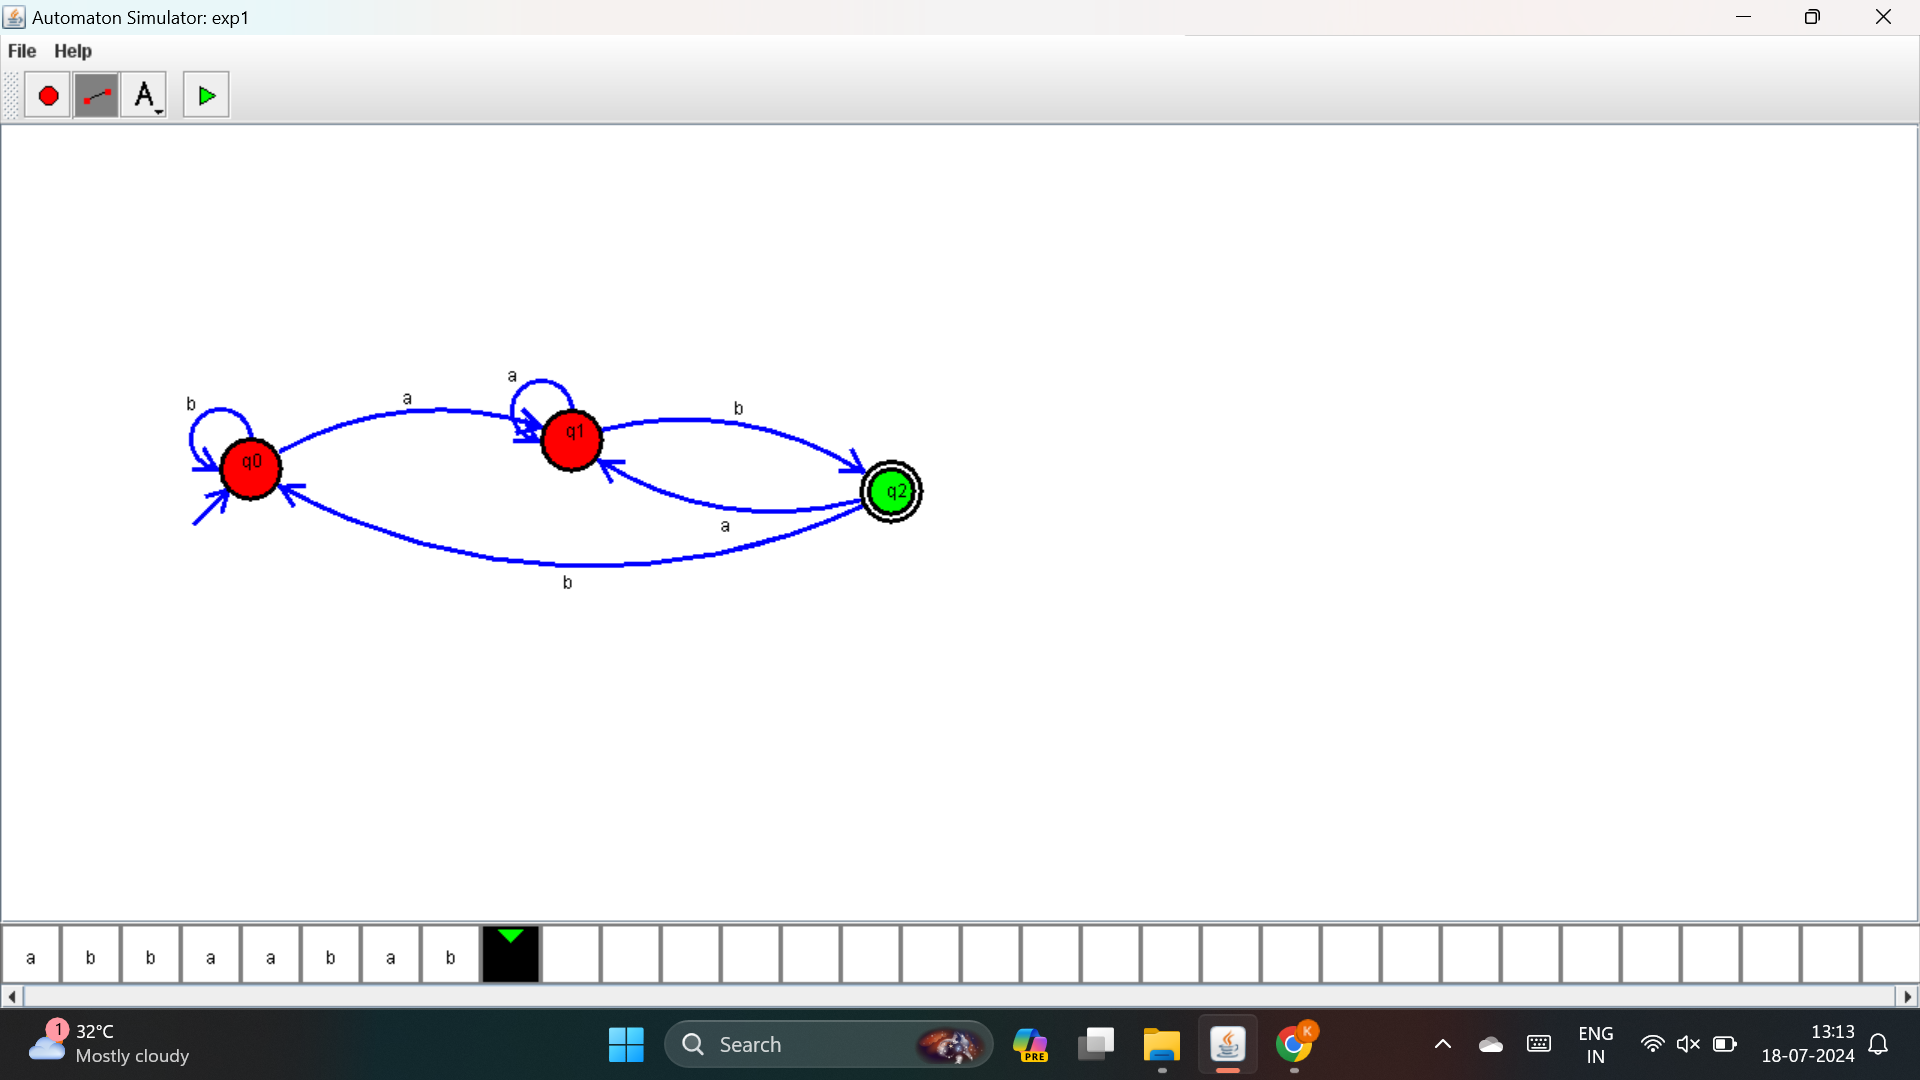 Automaton Simulator: exp1
File Help
A
b
a
a
b
q0
q1
q2
a
b
a b b a a b a b
1
32°C
Mostly cloudy
Search
PRE
K
ENG
IN
13:13
18-07-2024